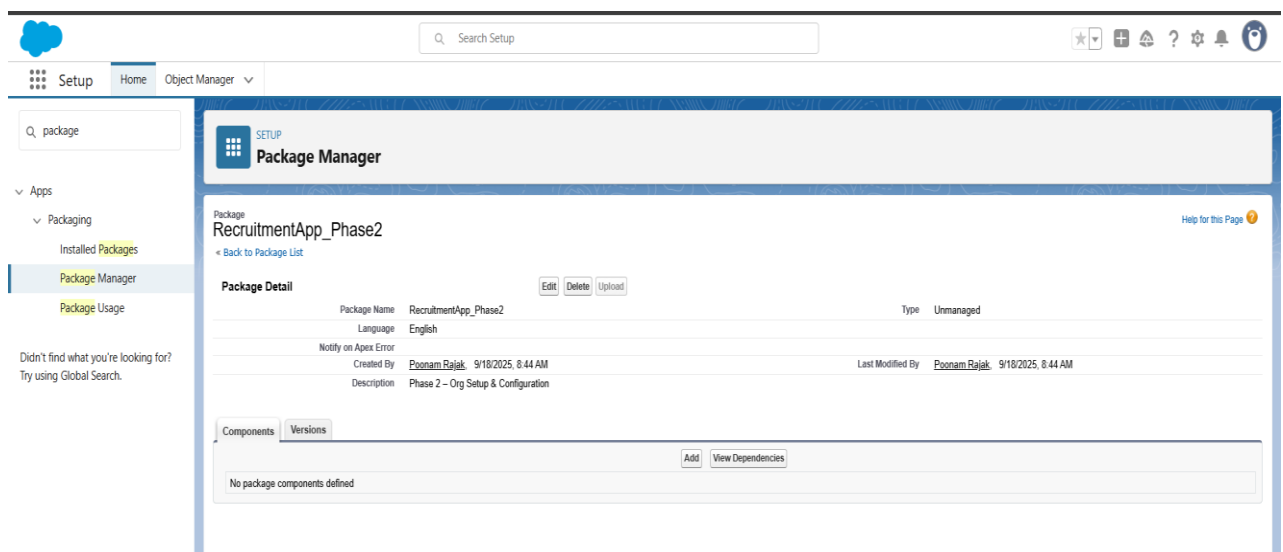 Search Setup
Setup Home Object Manager
package
Apps
Packaging
Installed Packages
Package Manager
Package Usage
Didn't find what you're looking for?
Try using Global Search.
SETUP
Package Manager
Package
RecruitmentApp_Phase2
« Back to Package List
Help for this Page
Package Detail Edit Delete Upload
Package Name RecruitmentApp_Phase2 Type Unmanaged
Language English
Notify on Apex Error
Created By Poonam Rajak, 9/18/2025, 8:44 AM Last Modified By Poonam Rajak, 9/18/2025, 8:44 AM
Description Phase 2 – Org Setup & Configuration
Components Versions
Add View Dependencies
No package components defined